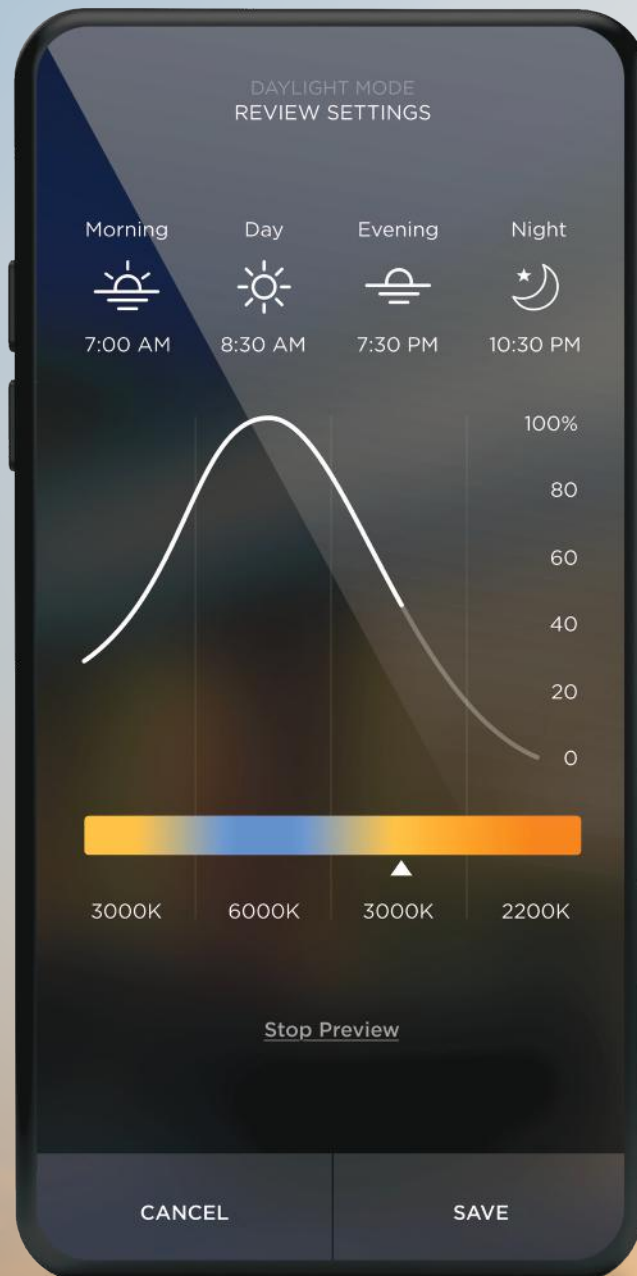 DAYLIGHT MODE
REVIEW SETTINGS
Morning Day Evening Night
7:00 AM 8:30 AM 7:30 PM 10:30 PM
100%
80
60
40
20
0
3000K 6000K 3000K 2200K
Stop Preview
CANCEL SAVE